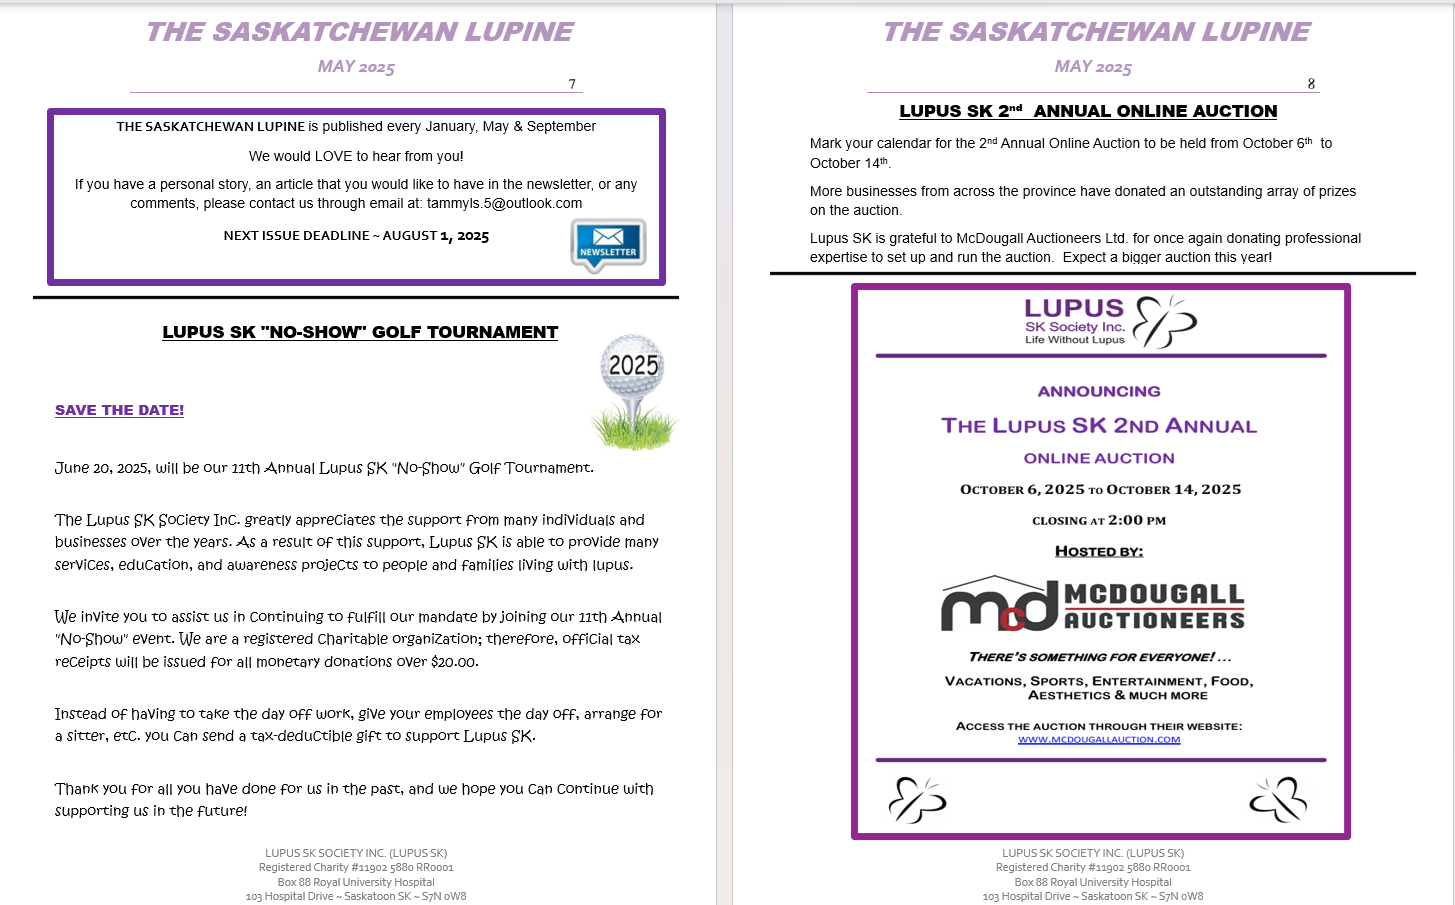 THE SASKATCHEWAN LUPINE
MAY 2025
7
THE SASKATCHEWAN LUPINE is published every January, May & September
We would LOVE to hear from you!
If you have a personal story, an article that you would like to have in the newsletter, or any
comments, please contact us through email at: tammyls.5@outlook.com
NEXT ISSUE DEADLINE ~ AUGUST 1, 2025
NEWSLETTER
LUPUS SK "NO-SHOW" GOLF TOURNAMENT
2025
SAVE THE DATE!
June 20, 2025, will be our 11th Annual Lupus SK "No-Show" Golf Tournament.
The Lupus SK Society Inc. greatly appreciates the support from many individuals and
businesses over the years. As a result of this support, Lupus SK is able to provide many
services, education, and awareness projects to people and families living with lupus.
We invite you to assist us in continuing to fulfill our mandate by joining our 11th Annual
"No-Show" event. We are a registered charitable organization; therefore, official tax
receipts will be issued for all monetary donations over $20.00.
Instead of having to take the day off work, give your employees the day off, arrange for
a sitter, etc. you can send a tax-deductible gift to support Lupus SK.
Thank you for all you have done for us in the past, and we hope you can continue with
supporting us in the future!
LUPUS SK SOCIETY INC. (LUPUS SK)
Registered Charity #11902 5880 RR0001
Box 88 Royal University Hospital
103 Hospital Drive ~ Saskatoon SK ~ S7N 0W8
THE SASKATCHEWAN LUPINE
MAY 2025
8
LUPUS SK 2nd ANNUAL ONLINE AUCTION
Mark your calendar for the 2nd Annual Online Auction to be held from October 6th to
October 14th.
More businesses from across the province have donated an outstanding array of prizes
on the auction.
Lupus SK is grateful to McDougall Auctioneers Ltd. for once again donating professional
expertise to set up and run the auction. Expect a bigger auction this year!
LUPUS
SK Society Inc.
Life Without Lupus
ANNOUNCING
THE LUPUS SK 2ND ANNUAL
ONLINE AUCTION
OCTOBER 6, 2025 TO OCTOBER 14, 2025
CLOSING AT 2:00 PM
HOSTED BY:
mcd MCDOUGALL
AUCTIONEERS
THERE'S SOMETHING FOR EVERYONE! ...
VACATIONS, SPORTS, ENTERTAINMENT, FOOD,
AESTHETICS & MUCH MORE
ACCESS THE AUCTION THROUGH THEIR WEBSITE:
WWW.MCDOUGALLAUCTION.COM
LUPUS SK SOCIETY INC. (LUPUS SK)
Registered Charity #11902 5880 RR0001
Box 88 Royal University Hospital
103 Hospital Drive ~ Saskatoon SK ~ S7N 0W8